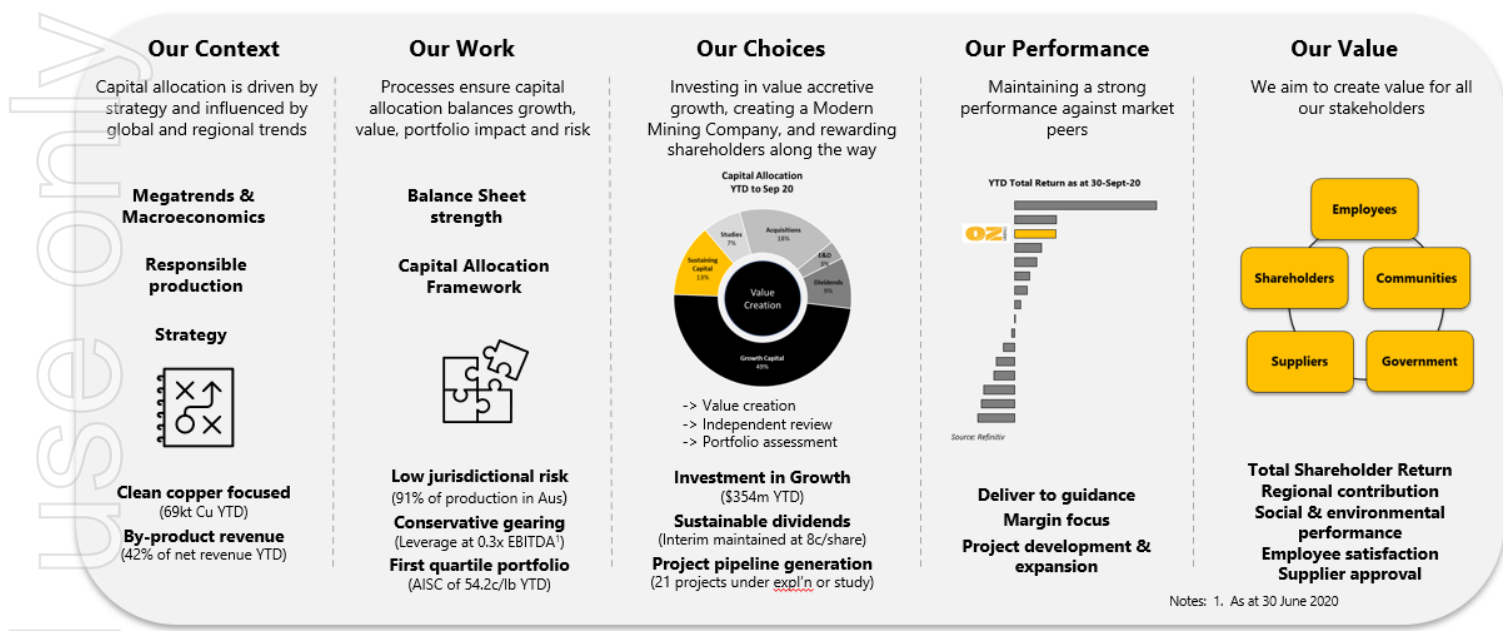 use only
Our Context
Capital allocation is driven by
strategy and influenced by
global and regional trends
Megatrends &
Macroeconomics
Responsible
production
Strategy
Clean copper focused
(69kt Cu YTD)
By-product revenue
(42% of net revenue YTD)
Our Work
Processes ensure capital
allocation balances growth,
value, portfolio impact and risk
Balance Sheet
strength
Capital Allocation
Framework
Low jurisdictional risk
(91% of production in Aus)
Conservative gearing
(Leverage at 0.3x EBITDA¹)
First quartile portfolio
(AISC of 54.2c/lb YTD)
Our Choices
Investing in value accretive
growth, creating a Modern
Mining Company, and rewarding
shareholders along the way
Capital Allocation
YTD to Sep 20
Studies
7%
Acquisitions
18%
E&D
3%
Sustaining
Capital
13%
Dividends
9%
Value
Creation
Growth Capital
49%
-> Value creation
-> Independent review
-> Portfolio assessment
Investment in Growth
($354m YTD)
Sustainable dividends
(Interim maintained at 8c/share)
Project pipeline generation
(21 projects under expl'n or study)
Our Performance
Maintaining a strong
performance against market
peers
YTD Total Return as at 30-Sept-20
OZ
Source: Refinitiv
Deliver to guidance
Margin focus
Project development &
expansion
Our Value
We aim to create value for all
our stakeholders
Employees
Shareholders
Communities
Suppliers
Government
Total Shareholder Return
Regional contribution
Social & environmental
performance
Employee satisfaction
Supplier approval
Notes: 1. As at 30 June 2020